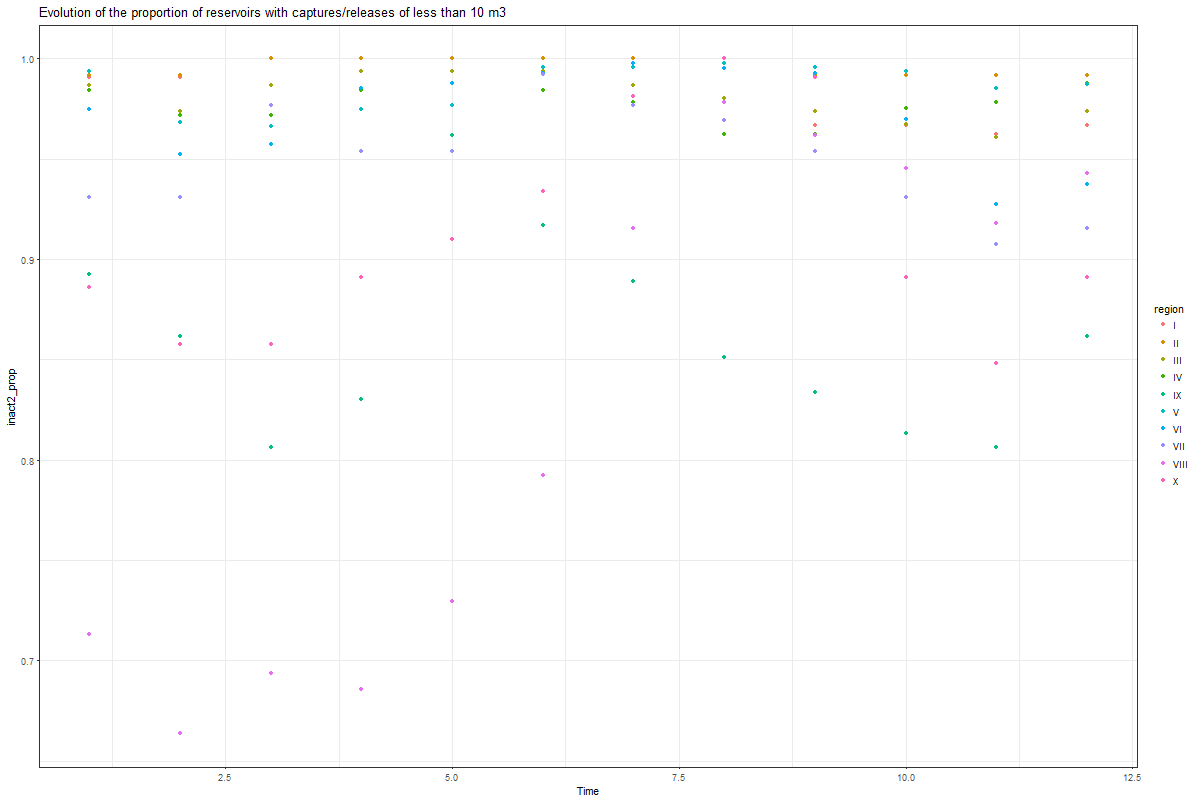 Evolution of the proportion of reservoirs with captures/releases of less than 10 m3
inact2_prop
1.0
0.9
0.8
0.7
2.5
5.0
7.5
10.0
12.5
Time
region
I
II
III
IV
IX
V
VI
VII
VIII
X